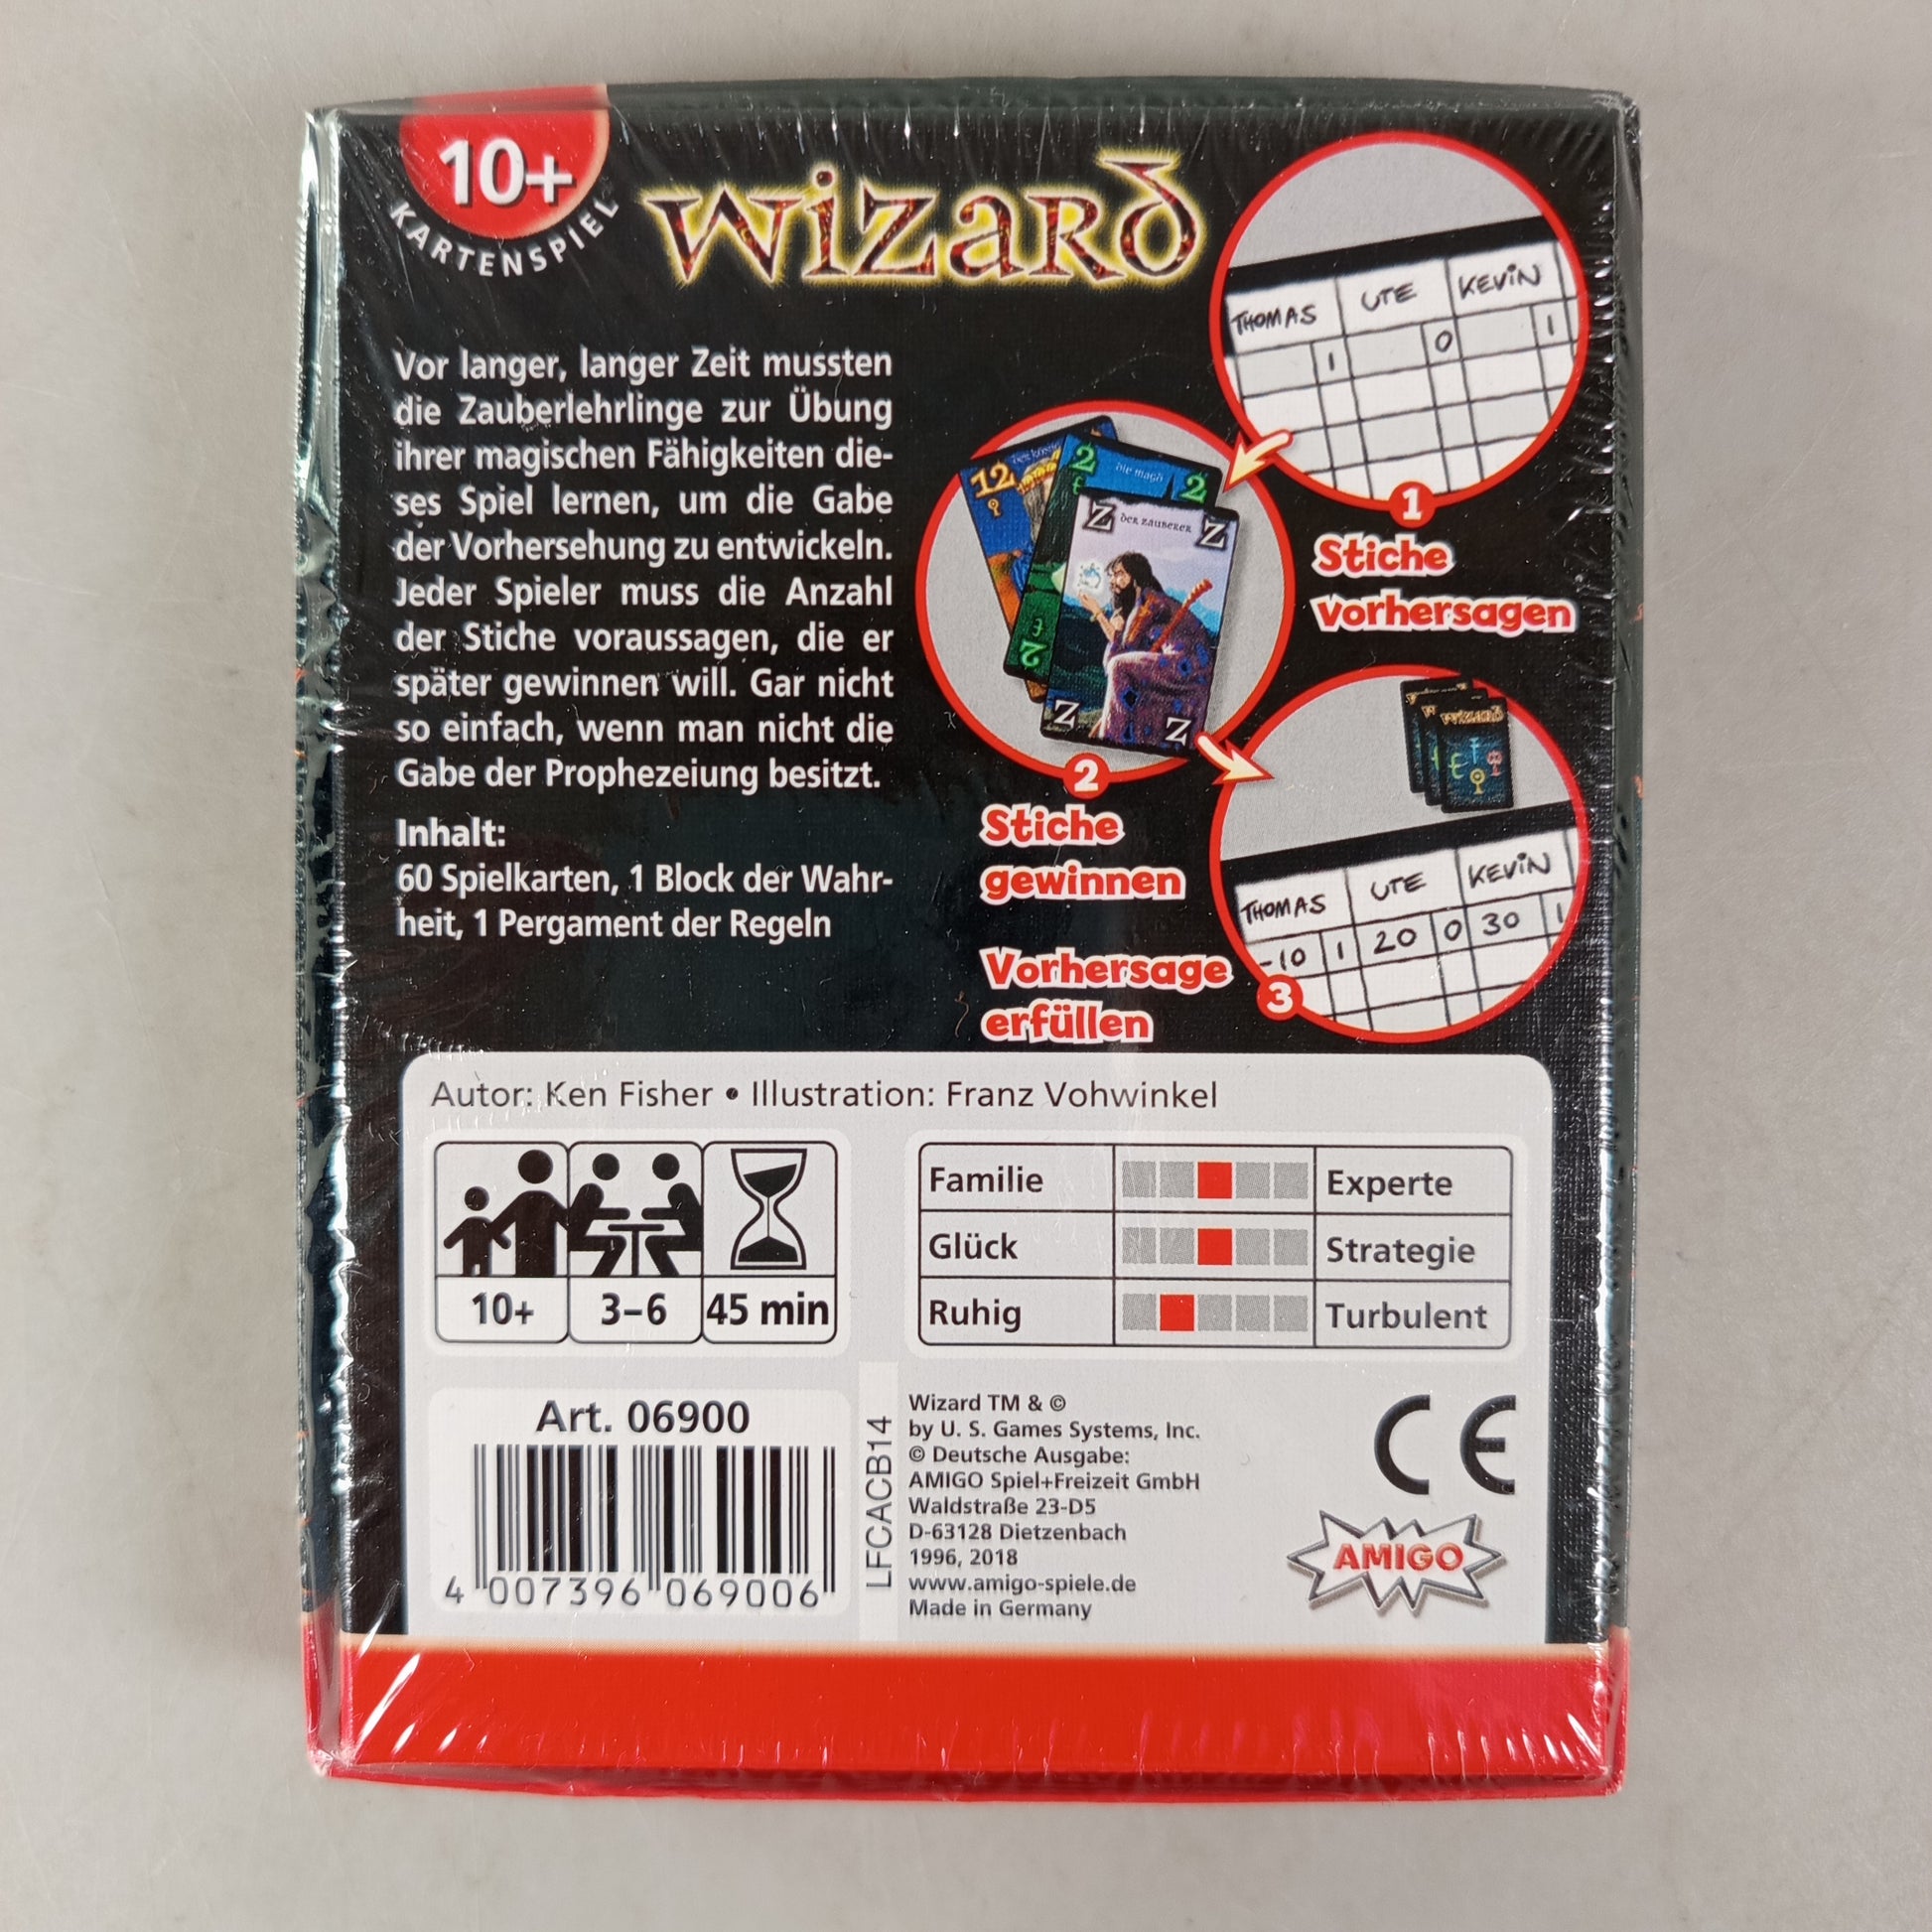 10+
KARTENSPIEL
wizard
Vor langer, langer Zeit mussten
die Zauberlehrlinge zur Übung
ihrer magischen Fähigkeiten die-
ses Spiel lernen, um die Gabe
der Vorhersehung zu entwickeln.
Jeder Spieler muss die Anzahl
der Stiche voraussagen, die er
später gewinnen will. Gar nicht
so einfach, wenn man nicht die
Gabe der Prophezeiung besitzt.
Inhalt:
60 Spielkarten, 1 Block der Wahr-
heit, 1 Pergament der Regeln
THOMAS UTE KEVIN
1 0 1
1
Stiche
vorhersagen
12
2 die magd 2
2
Z der zauberer Z
Z Z
2
Stiche
gewinnen
wizard
THOMAS UTE KEVIN
-10 1 20 0 30 1
3
Vorhersage
erfüllen
Autor: Ken Fisher • Illustration: Franz Vohwinkel
10+ 3–6 45 min
Familie Experte
Glück Strategie
Ruhig Turbulent
Art. 06900
4 007396 069006
LFCACB14
Wizard TM & ©
by U. S. Games Systems, Inc.
© Deutsche Ausgabe:
AMIGO Spiel+Freizeit GmbH
Waldstraße 23-D5
D-63128 Dietzenbach
1996, 2018
www.amigo-spiele.de
Made in Germany
CE
AMIGO